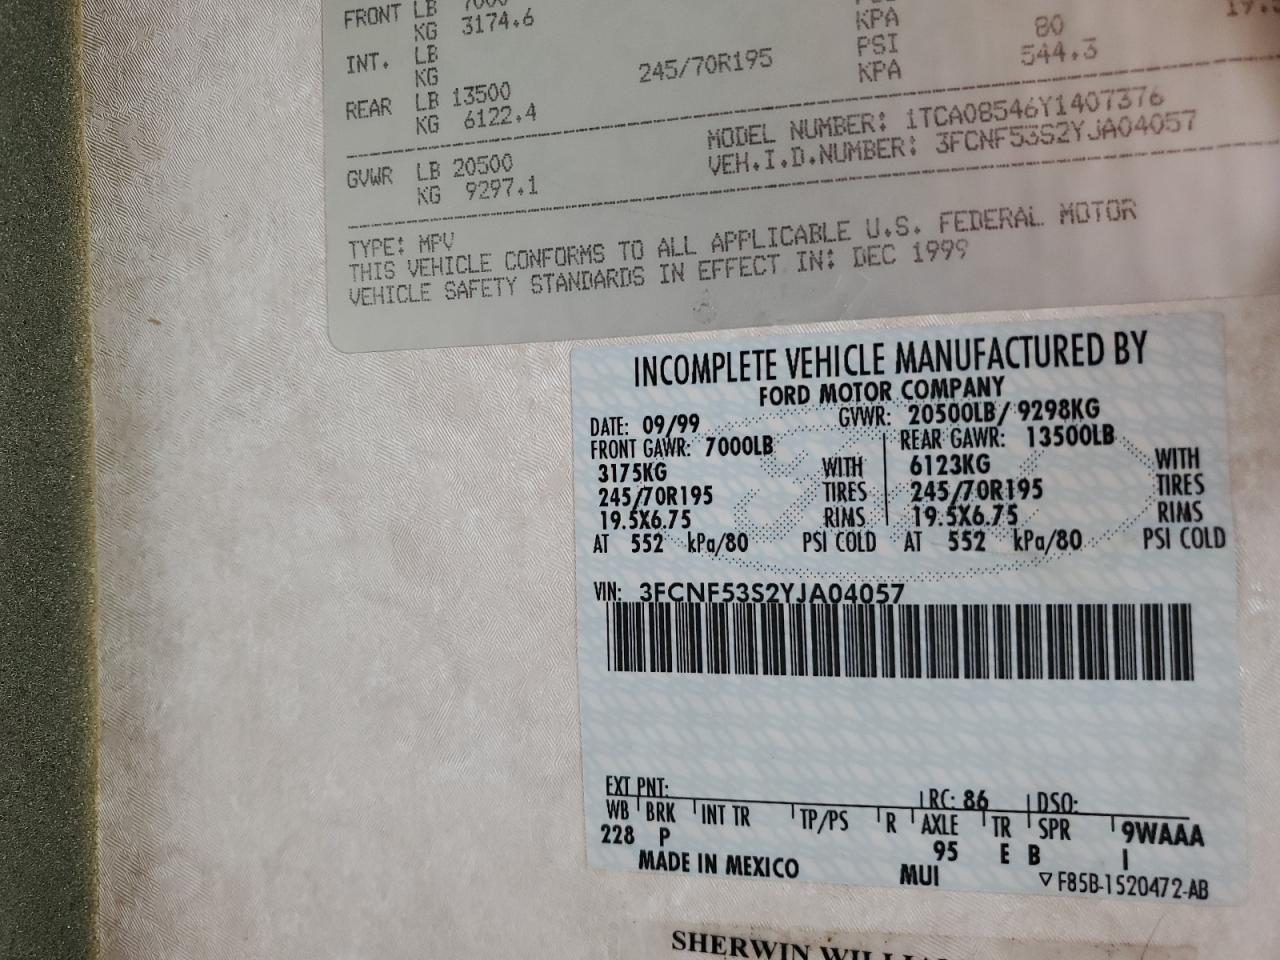 FRONT LB 7000
KG 3174.6
KPA
INT. LB
KG
245/70R195
PSI 80
KPA 544.3
REAR LB 13500
KG 6122.4
MODEL NUMBER: 1TCA08546Y1407376
VEH.I.D.NUMBER: 3FCNF53S2YJA04057
GVWR LB 20500
KG 9297.1
TYPE: MPV
THIS VEHICLE CONFORMS TO ALL APPLICABLE U.S. FEDERAL MOTOR
VEHICLE SAFETY STANDARDS IN EFFECT IN: DEC 1999
INCOMPLETE VEHICLE MANUFACTURED BY
FORD MOTOR COMPANY
DATE: 09/99 GVWR: 20500LB/ 9298KG
FRONT GAWR: 7000LB REAR GAWR: 13500LB
3175KG WITH 6123KG WITH
245/70R195 TIRES 245/70R195 TIRES
19.5X6.75 RIMS 19.5X6.75 RIMS
AT 552 kPa/80 PSI COLD AT 552 kPa/80 PSI COLD
VIN: 3FCNF53S2YJA04057
EXT PNT: RC: 86 DSO:
WB BRK INT TR TP/PS R AXLE TR SPR 9WAAA
228 P 95 E B I
MADE IN MEXICO MUI ▽ F85B-1520472-AB
SHERWIN